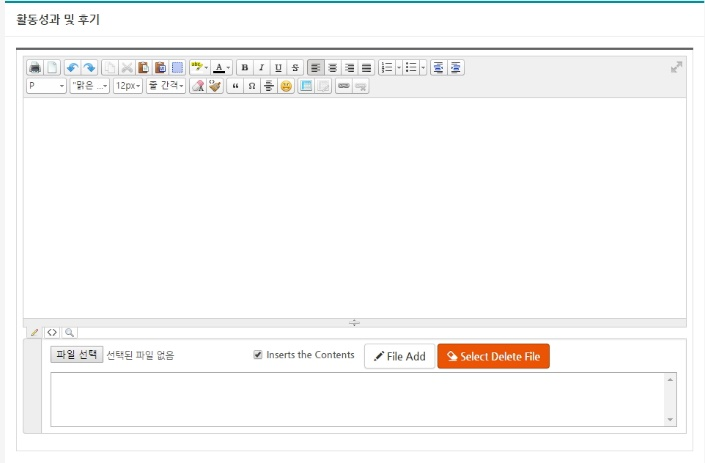 활동성과 및 후기
abc A B I U S
P "맑은 ... 12px 줄 간격 “ Ω
파일 선택 선택된 파일 없음 Inserts the Contents File Add Select Delete File